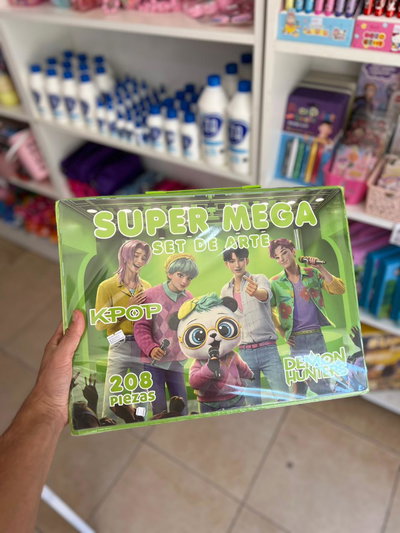 SUPER MEGA
SET DE ARTE
KPOP
208
PIEZAS
DEMON
HUNTERS